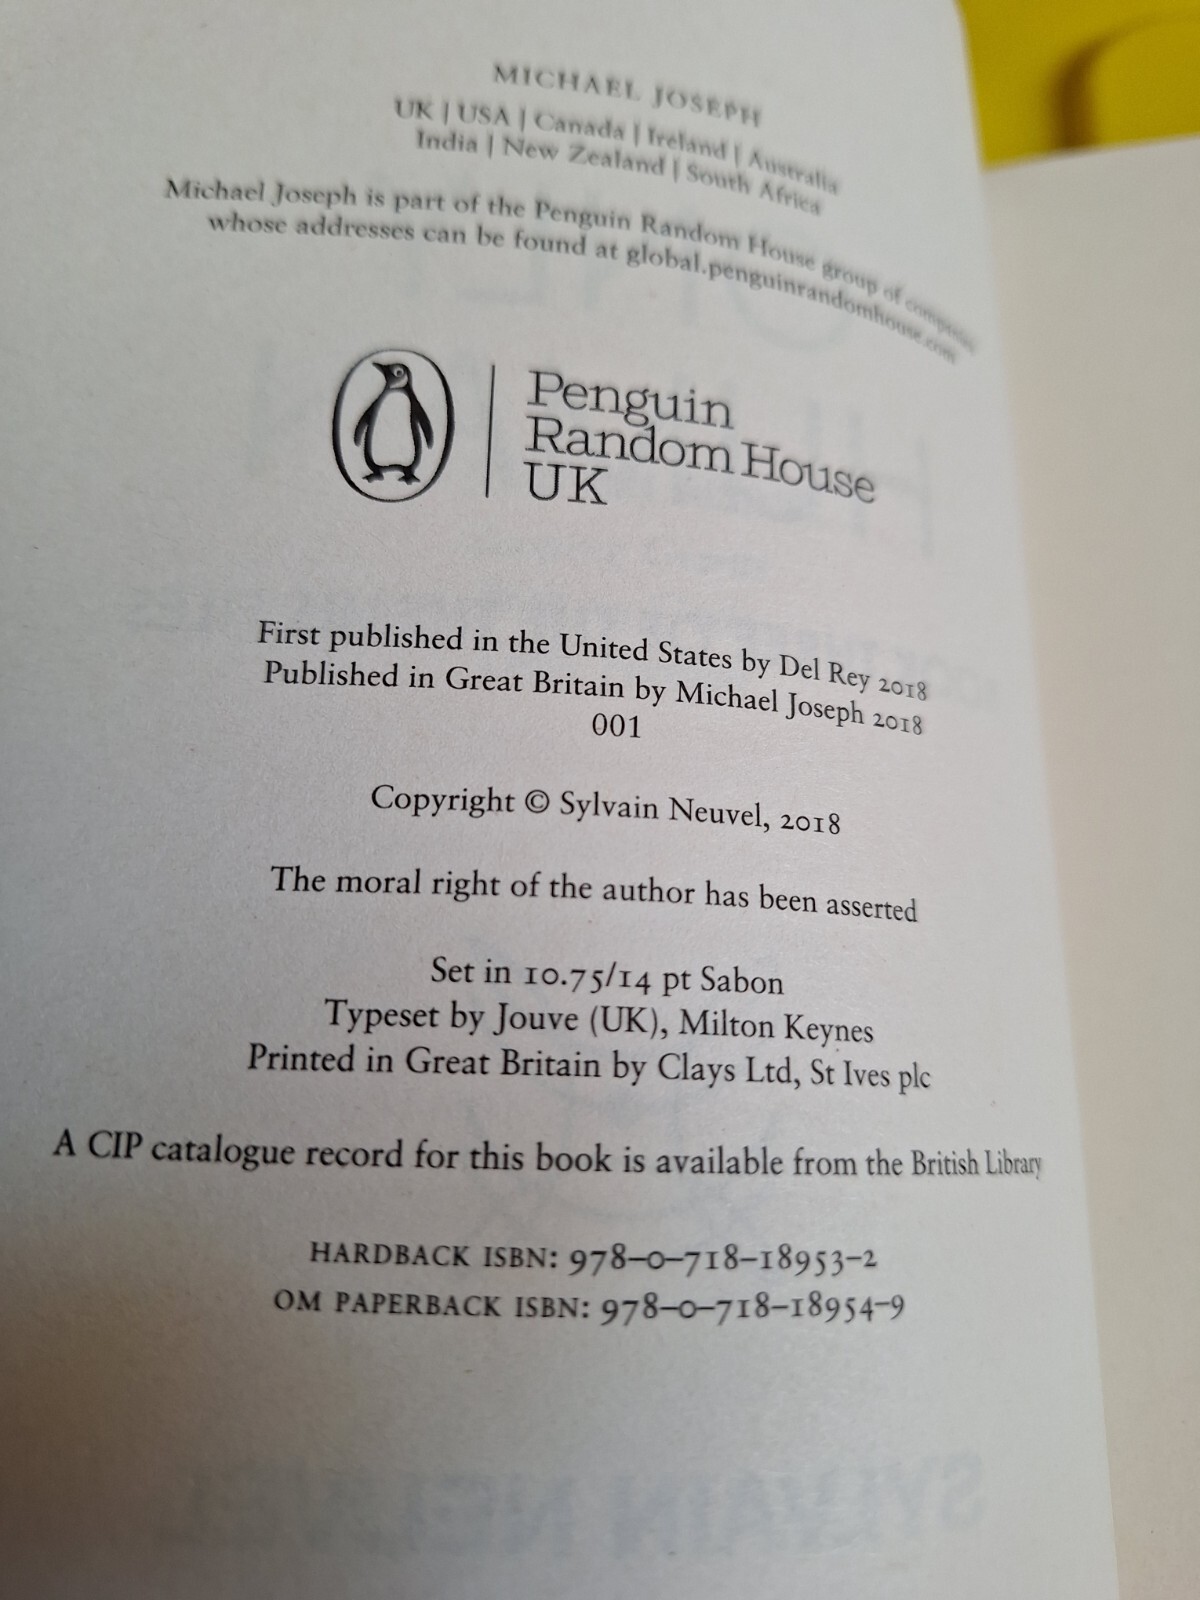 MICHAEL JOSEPH
UK | USA | Canada | Ireland | Australia
India | New Zealand | South Africa
Michael Joseph is part of the Penguin Random House group of companies
whose addresses can be found at global.penguinrandomhouse.com
Penguin
Random House
UK
First published in the United States by Del Rey 2018
Published in Great Britain by Michael Joseph 2018
001
Copyright © Sylvain Neuvel, 2018
The moral right of the author has been asserted
Set in 10.75/14 pt Sabon
Typeset by Jouve (UK), Milton Keynes
Printed in Great Britain by Clays Ltd, St Ives plc
A CIP catalogue record for this book is available from the British Library
HARDBACK ISBN: 978–0–718–18953–2
OM PAPERBACK ISBN: 978–0–718–18954–9